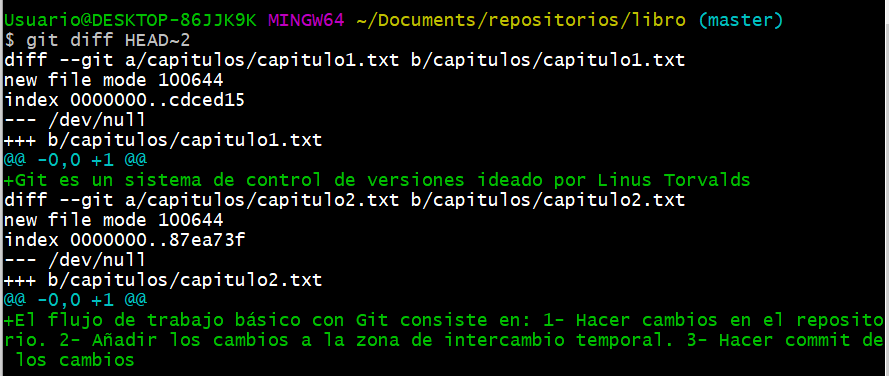 Usuario@DESKTOP-86JJK9K MINGW64 ~/Documents/repositorios/libro (master)
$ git diff HEAD~2
diff --git a/capitulos/capitulo1.txt b/capitulos/capitulo1.txt
new file mode 100644
index 0000000..cdced15
--- /dev/null
+++ b/capitulos/capitulo1.txt
@@ -0,0 +1 @@
+Git es un sistema de control de versiones ideado por Linus Torvalds
diff --git a/capitulos/capitulo2.txt b/capitulos/capitulo2.txt
new file mode 100644
index 0000000..87ea73f
--- /dev/null
+++ b/capitulos/capitulo2.txt
@@ -0,0 +1 @@
+El flujo de trabajo básico con Git consiste en: 1- Hacer cambios en el reposito
rio. 2- Añadir los cambios a la zona de intercambio temporal. 3- Hacer commit de
 los cambios